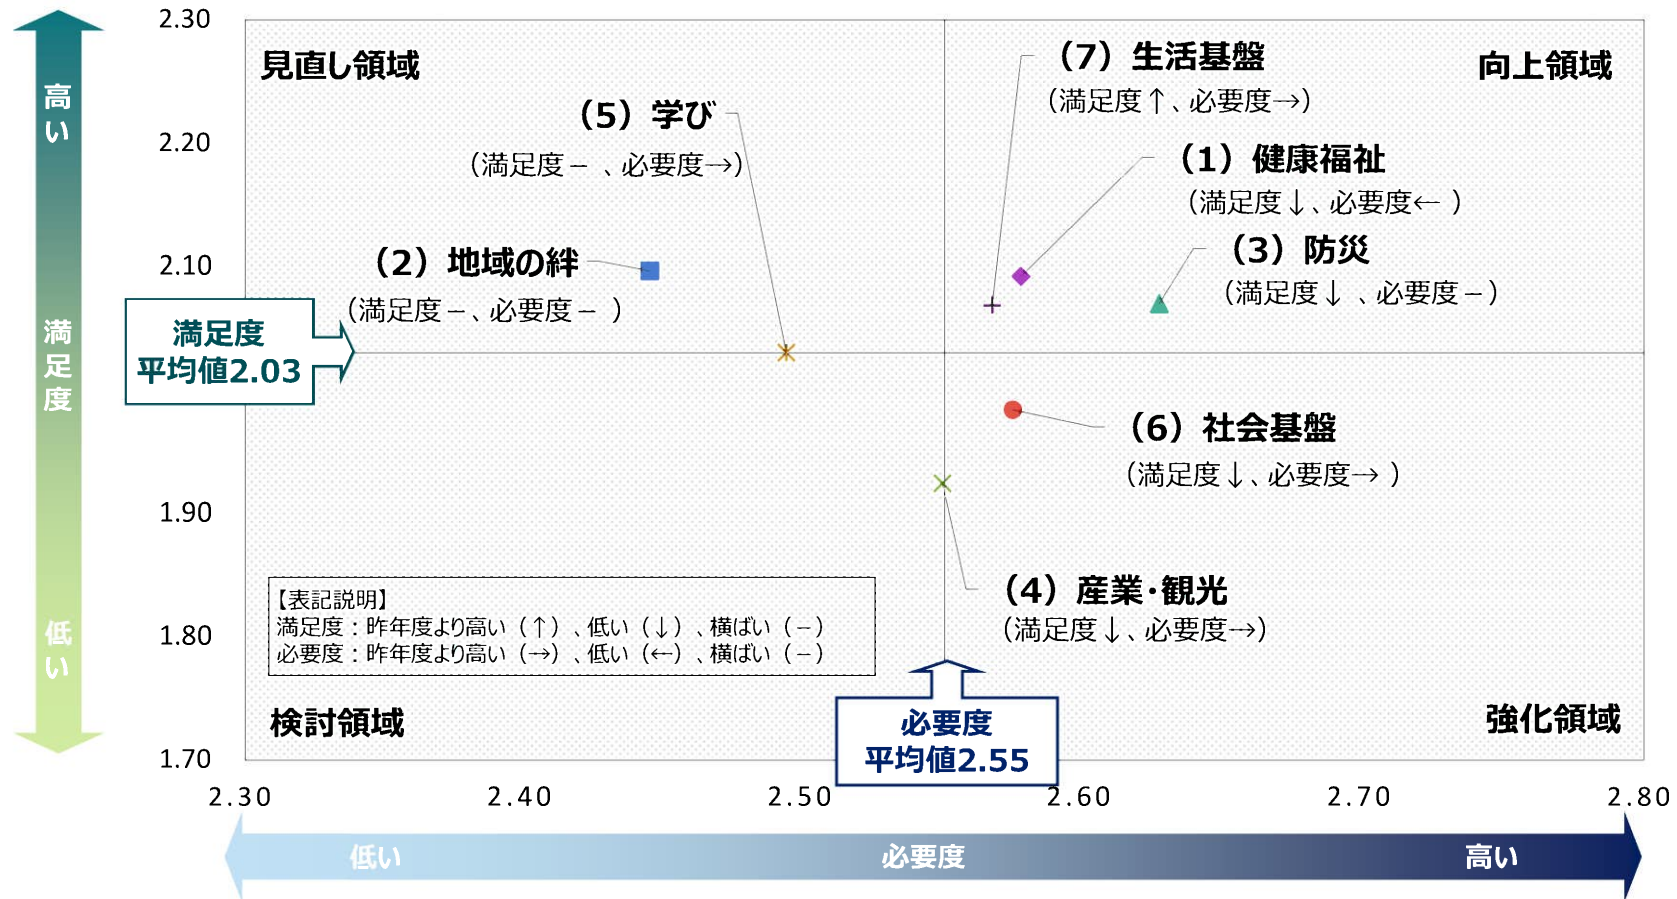 2.30
見直し領域
(7) 生活基盤
(満足度↑、必要度→)
向上領域
高い
(5) 学び
(満足度－ 、必要度→)
2.20
(1) 健康福祉
(満足度↓、必要度← )
(2) 地域の絆
(満足度－、必要度－ )
2.10
(3) 防災
(満足度↓ 、必要度－)
満足度
満足度
平均値2.03
(6) 社会基盤
(満足度↓、必要度→ )
1.90
(4) 産業・観光
(満足度↓、必要度→)
【表記説明】
満足度：昨年度より高い（↑）、低い（↓）、横ばい（－）
必要度：昨年度より高い（→）、低い（←）、横ばい（－）
1.80
低い
検討領域
必要度
平均値2.55
強化領域
1.70
2.30 2.40 2.50 2.60 2.70 2.80
低い 必要度 高い